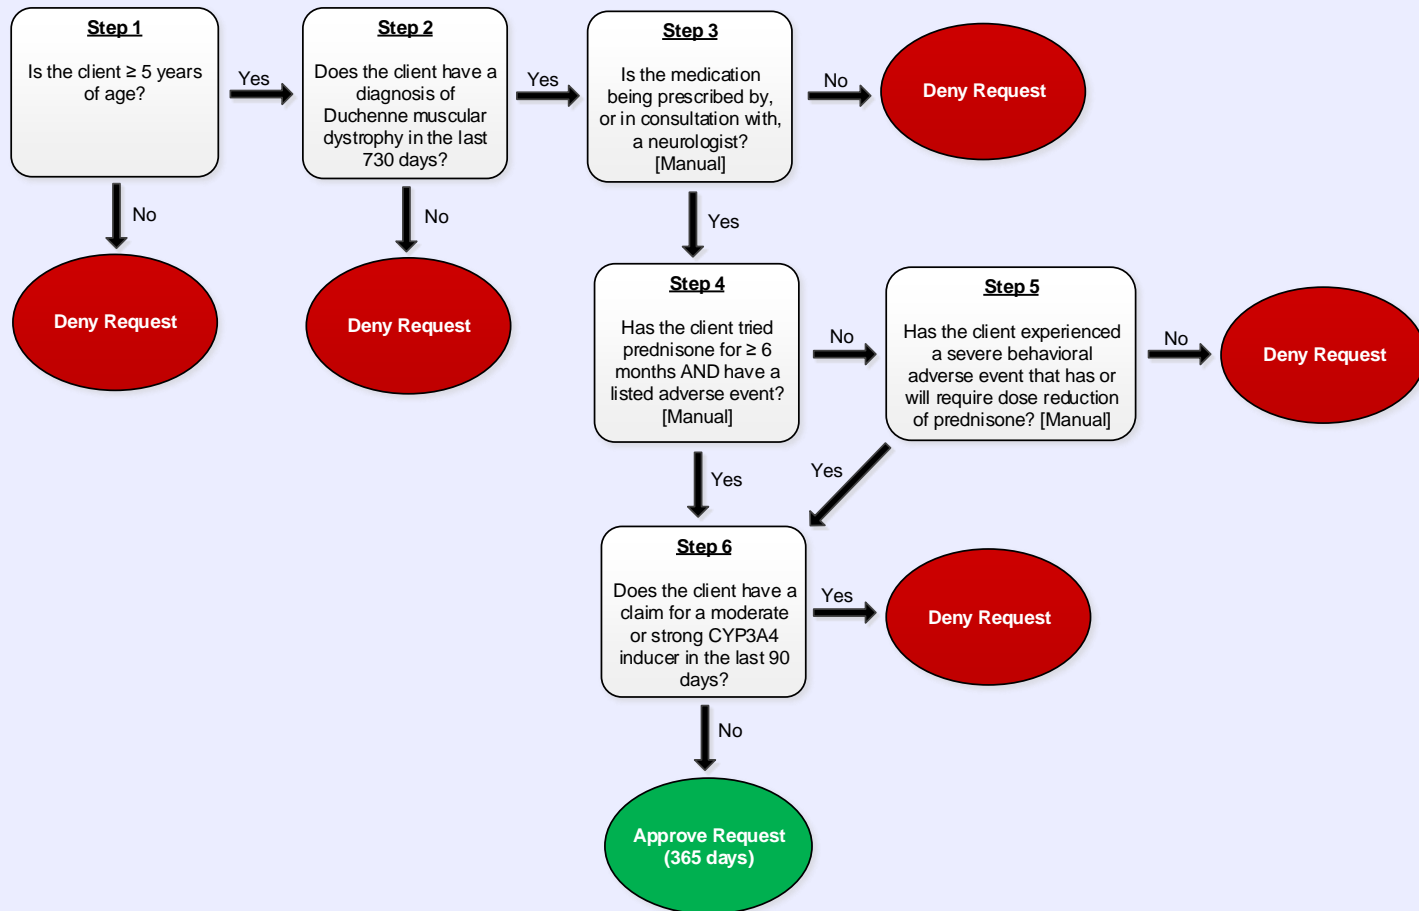 Step 1
Is the client ≥ 5 years
of age?
Yes
No
Deny Request
Step 2
Does the client have a
diagnosis of
Duchenne muscular
dystrophy in the last
730 days?
Yes
No
Deny Request
Step 3
Is the medication
being prescribed by,
or in consultation with,
a neurologist?
[Manual]
No
Deny Request
Yes
Step 4
Has the client tried
prednisone for ≥ 6
months AND have a
listed adverse event?
[Manual]
No
Yes
Step 5
Has the client experienced
a severe behavioral
adverse event that has or
will require dose reduction
of prednisone? [Manual]
No
Deny Request
Yes
Step 6
Does the client have a
claim for a moderate
or strong CYP3A4
inducer in the last 90
days?
Yes
Deny Request
No
Approve Request
(365 days)